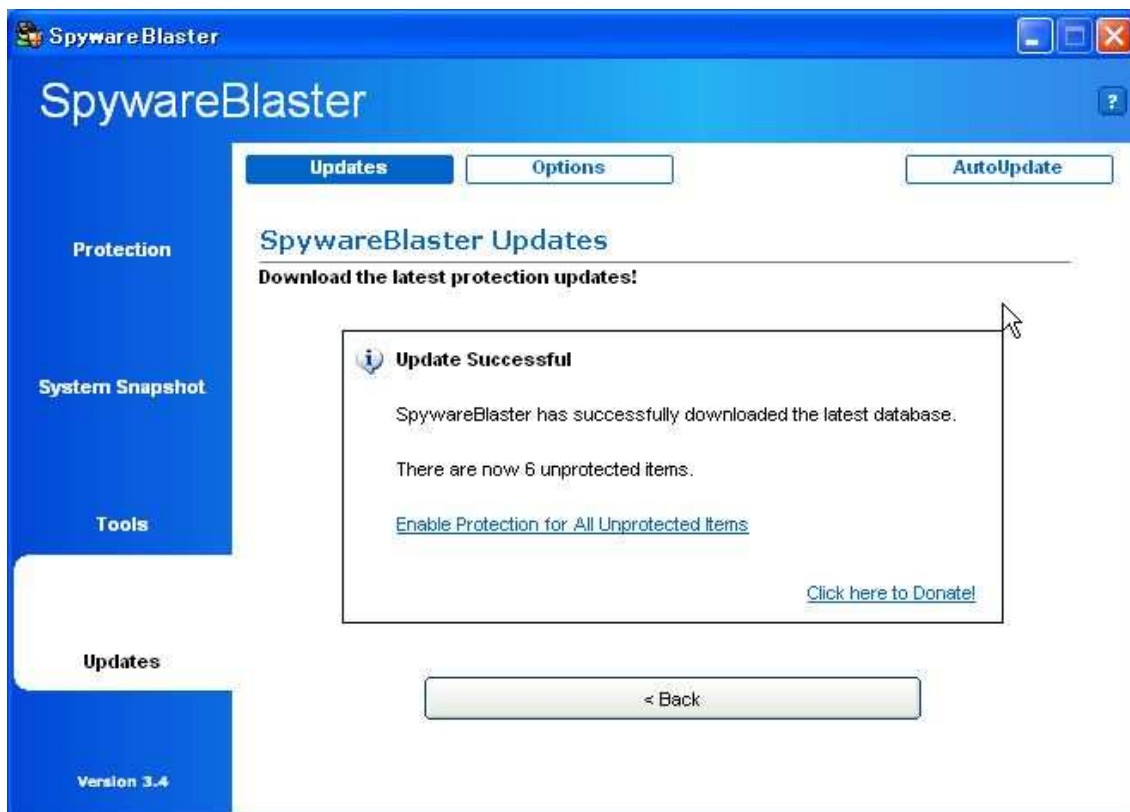 SpywareBlaster
SpywareBlaster
?
Updates
Options
AutoUpdate
Protection
System Snapshot
Tools
Updates
Version 3.4
SpywareBlaster Updates
Download the latest protection updates!
Update Successful
SpywareBlaster has successfully downloaded the latest database.
There are now 6 unprotected items.
Enable Protection for All Unprotected Items
Click here to Donate!
< Back